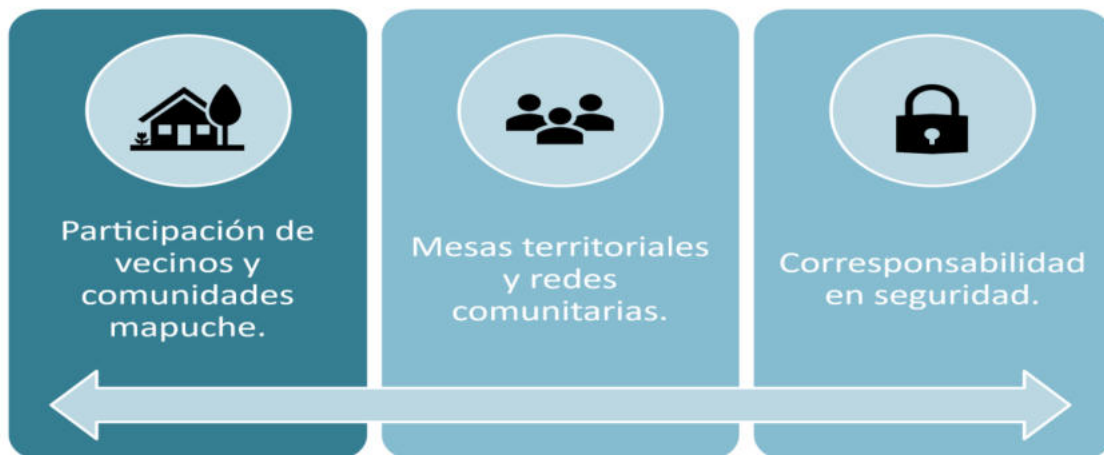 Participación de
vecinos y
comunidades
mapuche.
Mesas territoriales
y redes
comunitarias.
Corresponsabilidad
en seguridad.